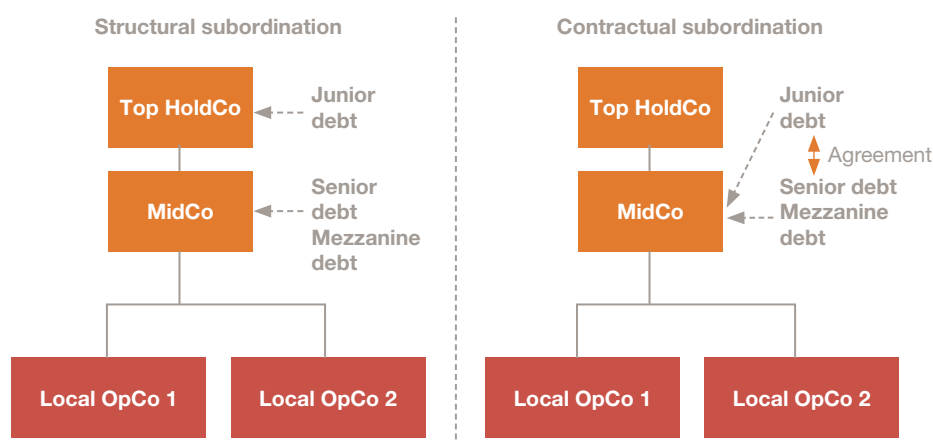 Structural subordination
Top HoldCo
Junior
debt
MidCo
Senior
debt
Mezzanine
debt
Local OpCo 1
Local OpCo 2
Contractual subordination
Top HoldCo
Junior
debt
Agreement
MidCo
Senior debt
Mezzanine
debt
Local OpCo 1
Local OpCo 2